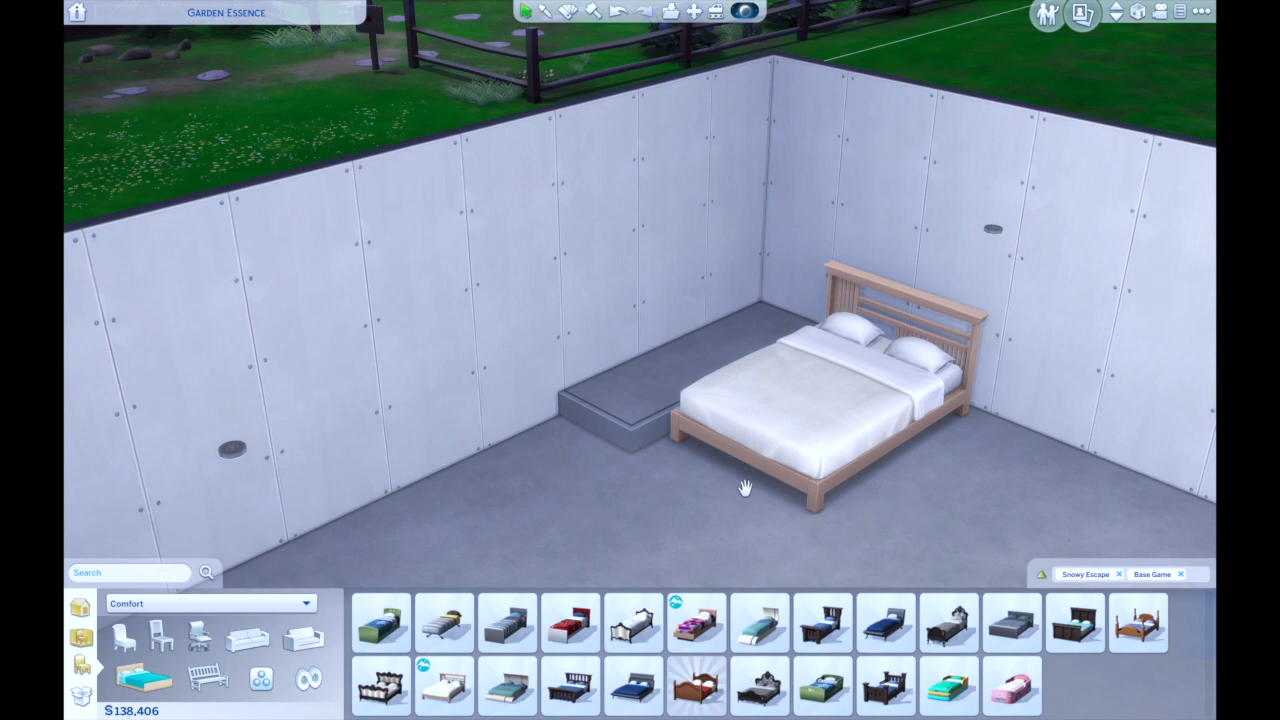 GARDEN ESSENCE
Search
Snowy Escape
Base Game
Comfort
§138,406